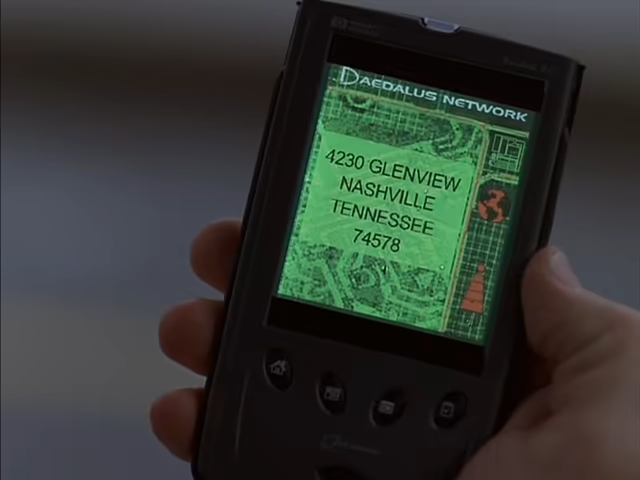 DAEDALUS NETWORK
4230 GLENVIEW
NASHVILLE
TENNESSEE
74578